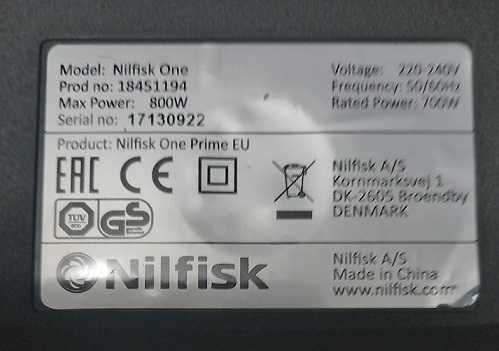 Model: Nilfisk One
Prod no: 18451194
Max Power: 800W
Serial no: 17130922
Voltage: 220-240V
Frequency: 50/60Hz
Rated Power: 700W
Product: Nilfisk One Prime EU
EAC CE
TÜV
GS
Nilfisk A/S
Kornmarksvej 1
DK-2605 Broendby
DENMARK
Nilfisk
Nilfisk A/S
Made in China
www.nilfisk.com